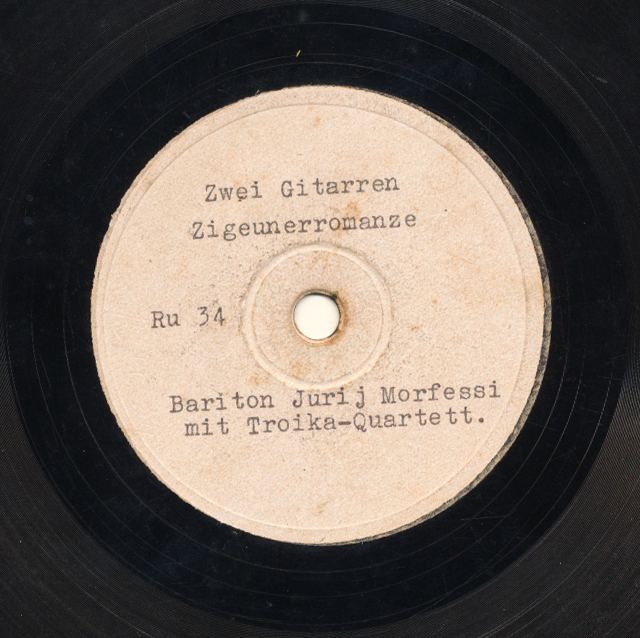 Zwei Gitarren
Zigeunerromanze
Ru 34
Bariton Jurij Morfessi
mit Troika-Quartett.